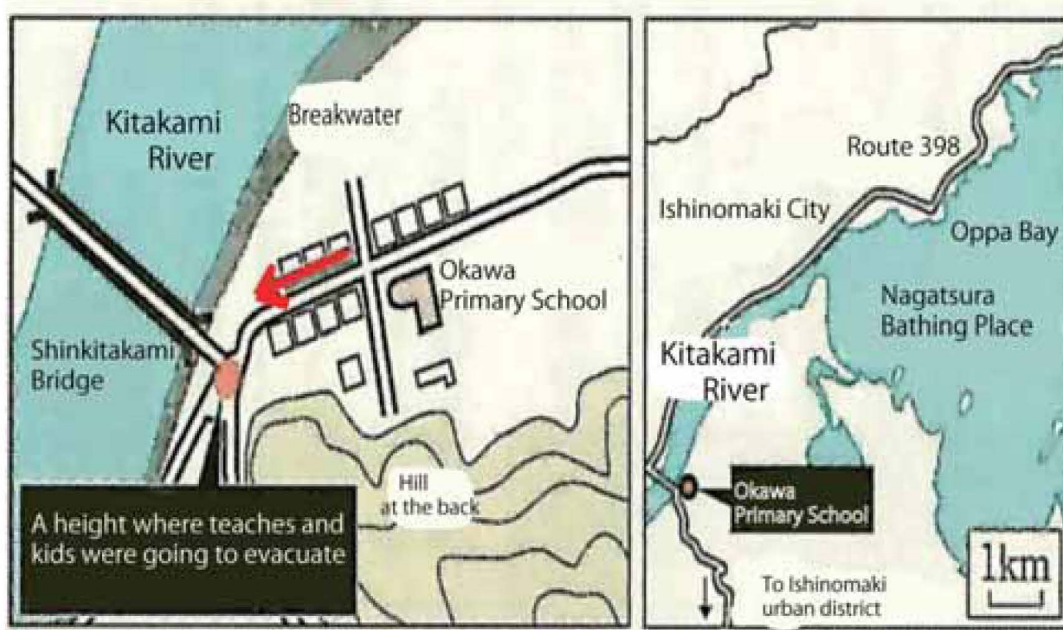 Kitakami
River
Breakwater
Okawa
Primary School
Shinkitakami
Bridge
Hill
at the back
A height where teaches and
kids were going to evacuate
Route 398
Ishinomaki City
Oppa Bay
Nagatsura
Bathing Place
Kitakami
River
Okawa
Primary School
To Ishinomaki
urban district
1km